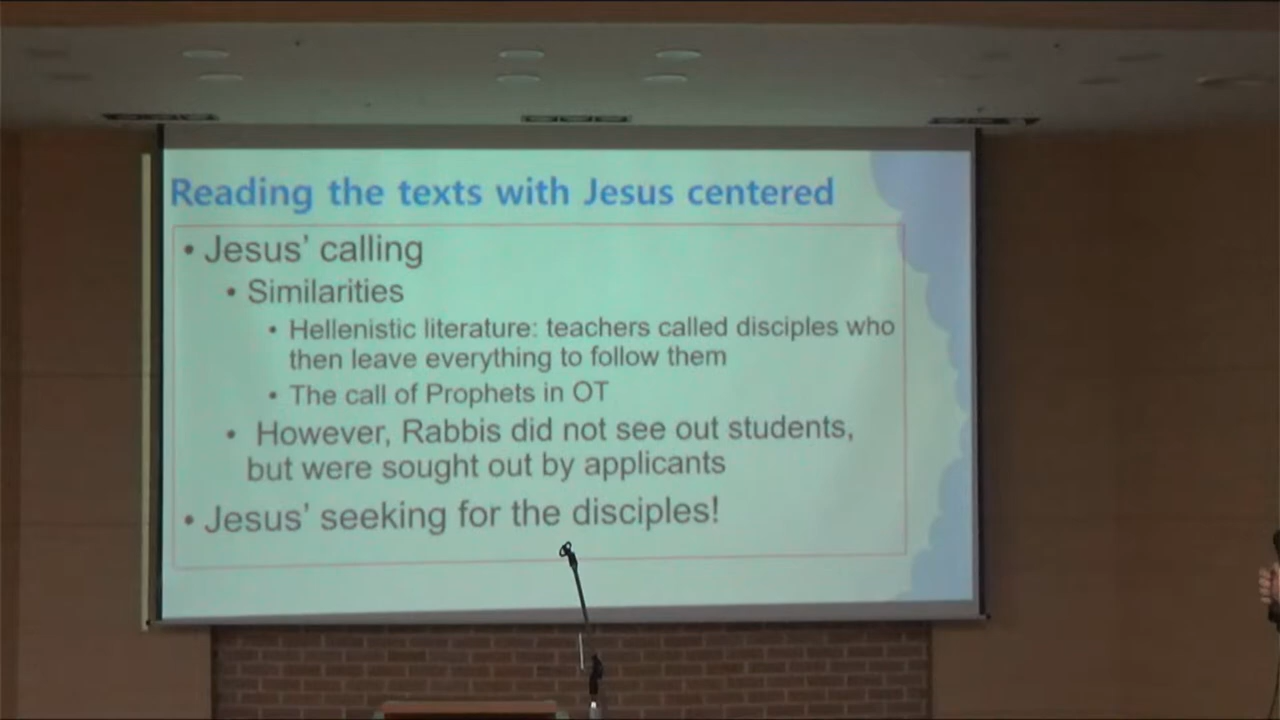 Reading the texts with Jesus centered
• Jesus’ calling
• Similarities
• Hellenistic literature: teachers called disciples who
then leave everything to follow them
• The call of Prophets in OT
• However, Rabbis did not see out students,
but were sought out by applicants
• Jesus’ seeking for the disciples!